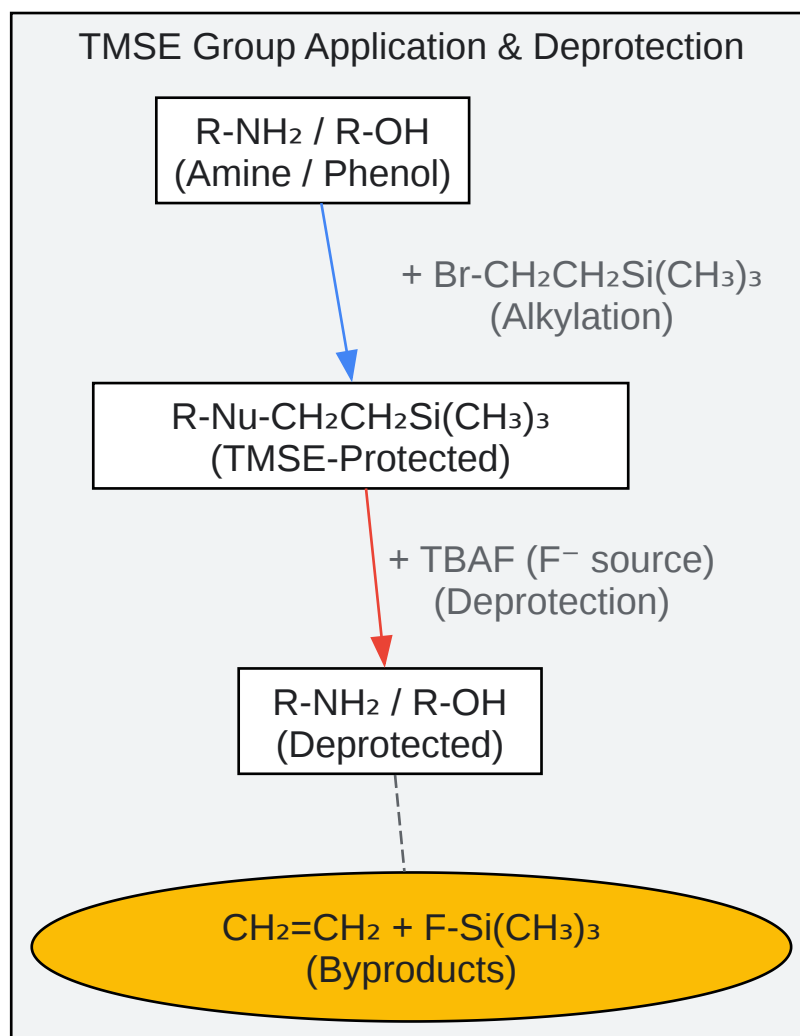 TMSE Group Application & Deprotection
R-NH₂ / R-OH
(Amine / Phenol)
+ Br-CH₂CH₂Si(CH₃)₃
(Alkylation)
R-Nu-CH₂CH₂Si(CH₃)₃
(TMSE-Protected)
+ TBAF (F⁻ source)
(Deprotection)
R-NH₂ / R-OH
(Deprotected)
CH₂=CH₂ + F-Si(CH₃)₃
(Byproducts)